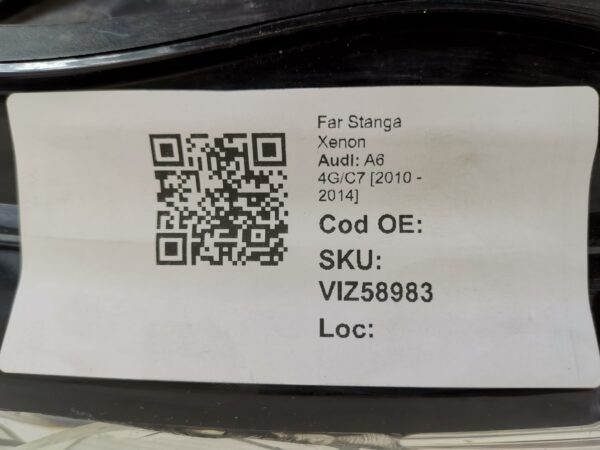 Far Stanga
Xenon
Audi: A6
4G/C7 [2010 -
2014]
Cod OE:
SKU:
VIZ58983
Loc: